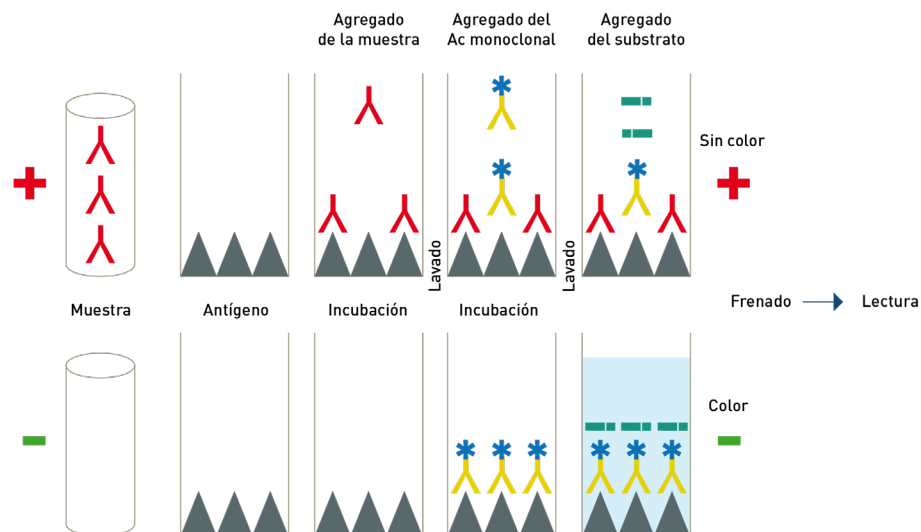 Agregado
de la muestra
Agregado del
Ac monoclonal
Agregado
del substrato
Sin color
Lavado
Lavado
Muestra
Antígeno
Incubación
Incubación
Frenado
Lectura
Color